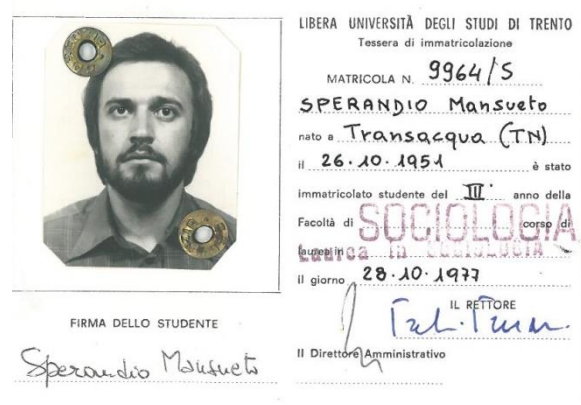 LIBERA UNIVERSITÀ DEGLI STUDI DI TRENTO
Tessera di immatricolazione
MATRICOLA N. 9964/S
SPERANDIO Mansueto
nato a Transacqua (TN)
il 26.10.1951 è stato
immatricolato studente del III. anno della
Facoltà di SOCIOLOGIA corso di
laurea in Laurea in SOCIOLOGIA
il giorno 28.10.1977
IL RETTORE
Il Direttore Amministrativo
FIRMA DELLO STUDENTE
Sperandio Mansueto